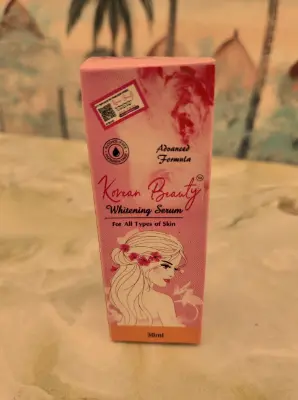 Advanced
Formula
Korean Beauty
Whitening Serum
For All Types of Skin
50ml